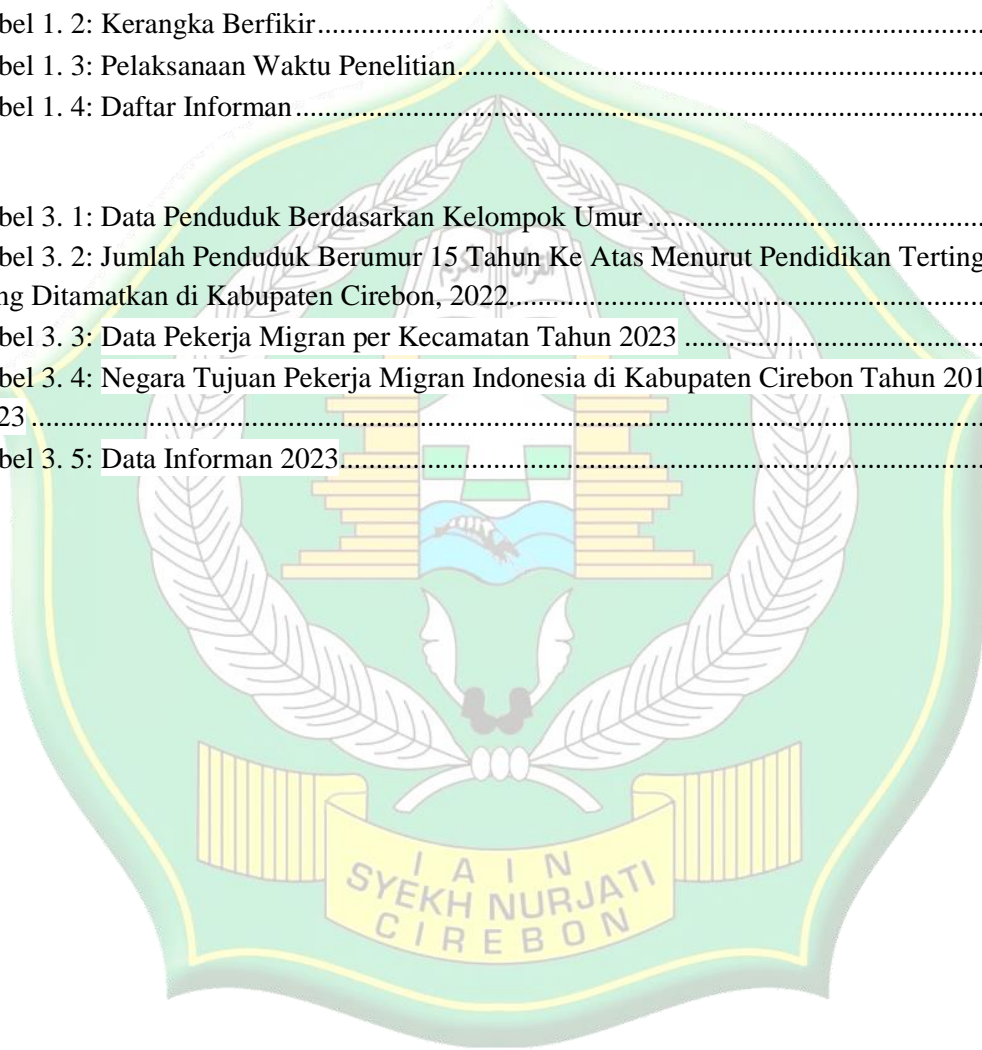 bel 1. 2: Kerangka Berfikir
bel 1. 3: Pelaksanaan Waktu Penelitian
bel 1. 4: Daftar Informan
bel 3. 1: Data Penduduk Berdasarkan Kelompok Umur
bel 3. 2: Jumlah Penduduk Berumur 15 Tahun Ke Atas Menurut Pendidikan Terting
ng Ditamatkan di Kabupaten Cirebon, 2022
bel 3. 3: Data Pekerja Migran per Kecamatan Tahun 2023
bel 3. 4: Negara Tujuan Pekerja Migran Indonesia di Kabupaten Cirebon Tahun 201
23
bel 3. 5: Data Informan 2023
IAIN
SYEKH NURJATI
CIREBON